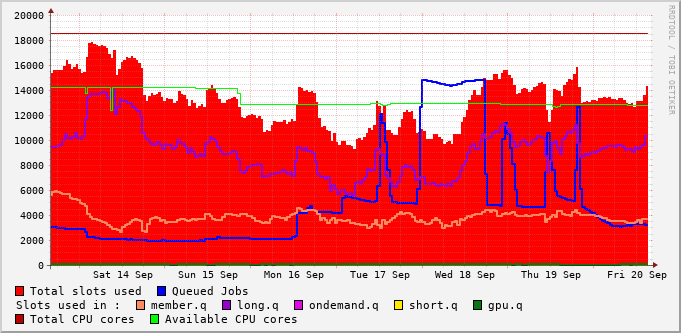 20000
18000
16000
14000
12000
10000
8000
6000
4000
2000
0
Sat 14 Sep Sun 15 Sep Mon 16 Sep Tue 17 Sep Wed 18 Sep Thu 19 Sep Fri 20 Sep
RRDTOOL / TOBI OETIKER
Total slots used Queued Jobs
Slots used in : member.q long.q ondemand.q short.q gpu.q
Total CPU cores Available CPU cores